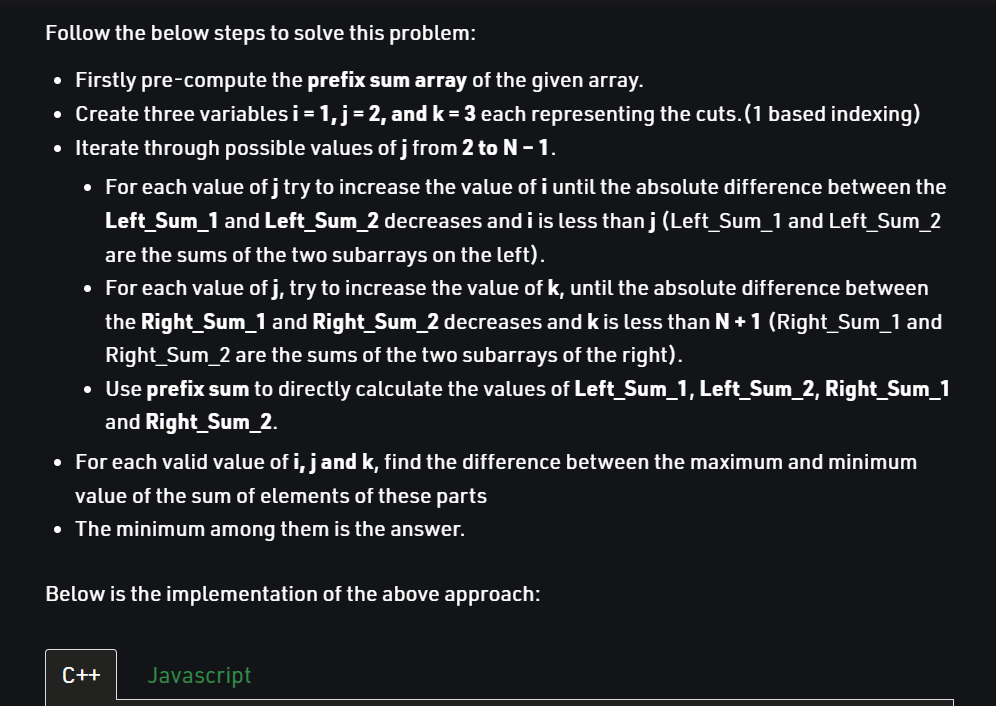 Follow the below steps to solve this problem:
• Firstly pre-compute the prefix sum array of the given array.
• Create three variables i = 1, j = 2, and k = 3 each representing the cuts.(1 based indexing)
• Iterate through possible values of j from 2 to N – 1.
• For each value of j try to increase the value of i until the absolute difference between the
Left_Sum_1 and Left_Sum_2 decreases and i is less than j (Left_Sum_1 and Left_Sum_2
are the sums of the two subarrays on the left).
• For each value of j, try to increase the value of k, until the absolute difference between
the Right_Sum_1 and Right_Sum_2 decreases and k is less than N + 1 (Right_Sum_1 and
Right_Sum_2 are the sums of the two subarrays of the right).
• Use prefix sum to directly calculate the values of Left_Sum_1, Left_Sum_2, Right_Sum_1
and Right_Sum_2.
• For each valid value of i, j and k, find the difference between the maximum and minimum
value of the sum of elements of these parts
• The minimum among them is the answer.
Below is the implementation of the above approach:
C++ Javascript